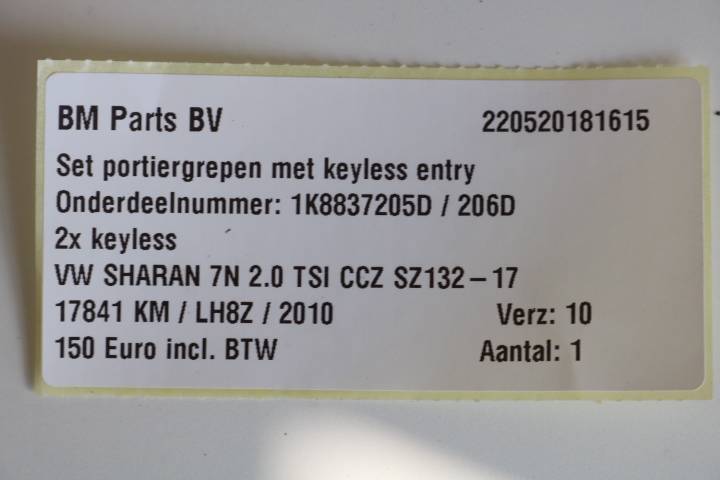 BM Parts BV 220520181615
Set portiergrepen met keyless entry
Onderdeelnummer: 1K8837205D / 206D
2x keyless
VW SHARAN 7N 2.0 TSI CCZ SZ132 – 17
17841 KM / LH8Z / 2010 Verz: 10
150 Euro incl. BTW Aantal: 1